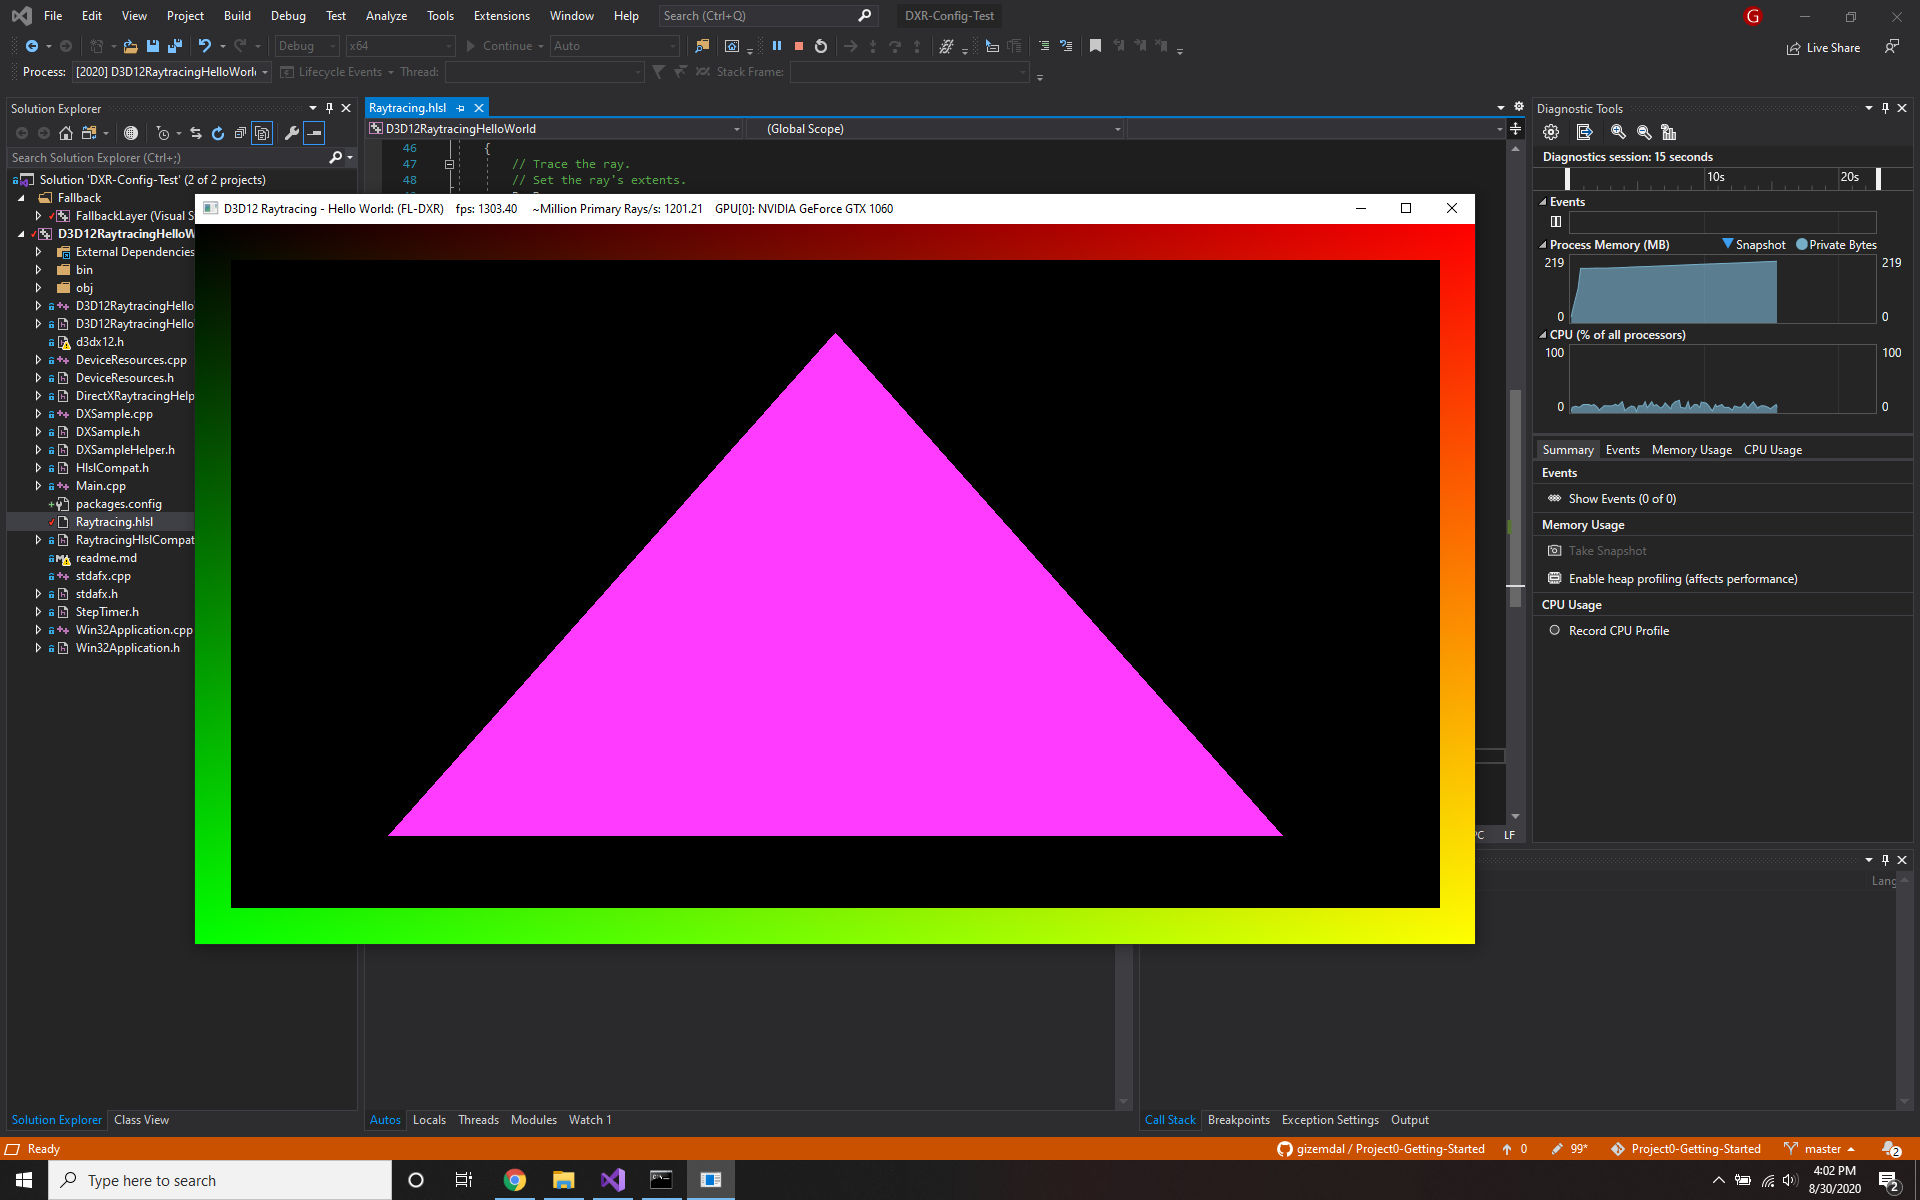 File Edit View Project Build Debug Test Analyze Tools Extensions Window Help Search (Ctrl+Q) DXR-Config-Test G
Debug x64 Continue Auto Live Share
Process: [2020] D3D12RaytracingHelloWorl Lifecycle Events Thread: Stack Frame:
Solution Explorer
Search Solution Explorer (Ctrl+;)
Solution 'DXR-Config-Test' (2 of 2 projects)
Fallback
FallbackLayer (Visual S
D3D12RaytracingHelloW
External Dependencies
bin
obj
D3D12RaytracingHello
D3D12RaytracingHello
d3dx12.h
DeviceResources.cpp
DeviceResources.h
DirectXRaytracingHelp
DXSample.cpp
DXSample.h
DXSampleHelper.h
HlslCompat.h
Main.cpp
packages.config
Raytracing.hlsl
RaytracingHlslCompat
readme.md
stdafx.cpp
stdafx.h
StepTimer.h
Win32Application.cpp
Win32Application.h
Solution Explorer Class View
Raytracing.hlsl
D3D12RaytracingHelloWorld (Global Scope)
46 {
47 // Trace the ray.
48 // Set the ray's extents.
D3D12 Raytracing - Hello World: (FL-DXR) fps: 1303.40 ~Million Primary Rays/s: 1201.21 GPU[0]: NVIDIA GeForce GTX 1060
LF
Diagnostic Tools
Diagnostics session: 15 seconds
10s 20s
Events
Process Memory (MB) Snapshot Private Bytes
219 219
0 0
CPU (% of all processors)
100 100
0 0
Summary Events Memory Usage CPU Usage
Events
Show Events (0 of 0)
Memory Usage
Take Snapshot
Enable heap profiling (affects performance)
CPU Usage
Record CPU Profile
Lang
Autos Locals Threads Modules Watch 1
Call Stack Breakpoints Exception Settings Output
Ready gizemdal / Project0-Getting-Started 0 99* Project0-Getting-Started master 2
Type here to search
4:02 PM
8/30/2020
2